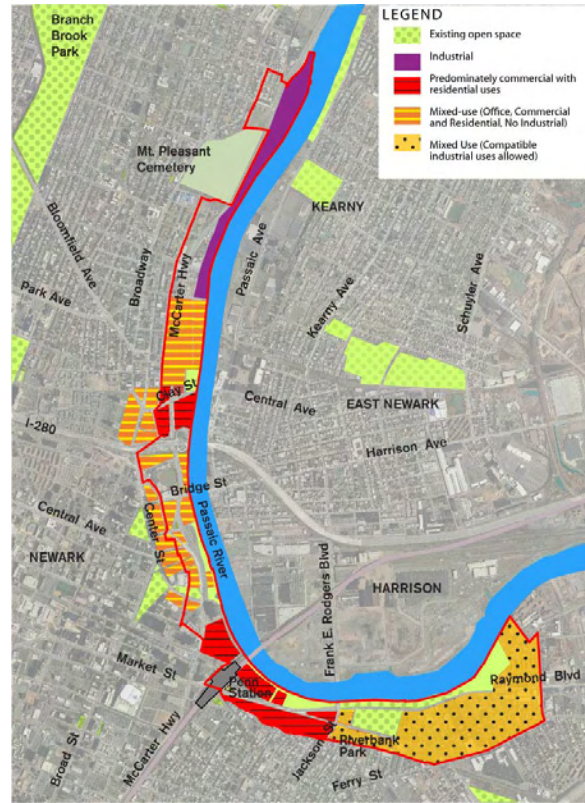 LEGEND
Existing open space
Industrial
Predominately commercial with
residential uses
Mixed-use (Office, Commercial
and Residential, No Industrial)
Mixed Use (Compatible
industrial uses allowed)
Branch
Brook
Park
Mt. Pleasant
Cemetery
KEARNY
Bloomfield Ave
Broadway
McCarter Hwy
Passaic Ave
Kearny Ave
Schuyler Ave
Park Ave
Clay St
Central Ave
EAST NEWARK
I-280
Harrison Ave
Bridge St
Central Ave
Center St
Passaic River
NEWARK
Frank E. Rodgers Blvd
HARRISON
Market St
Penn
Station
Raymond Blvd
Broad St
McCarter Hwy
Jackson St
Riverbank
Park
Ferry St